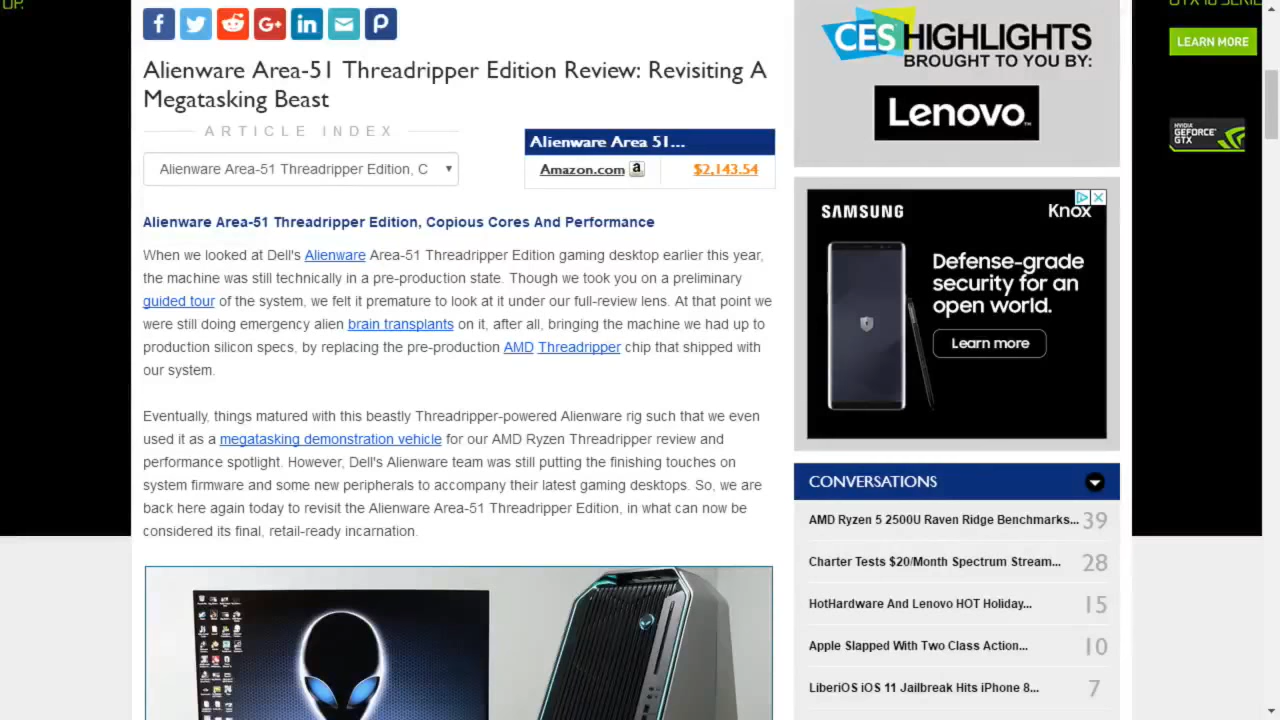 UP.
GTX 10 SERIE
LEARN MORE
NVIDIA
GEFORCE
GTX
Alienware Area-51 Threadripper Edition Review: Revisiting A
Megatasking Beast
ARTICLE INDEX
Alienware Area-51 Threadripper Edition, C
Alienware Area 51...
Amazon.com a $2,143.54
Alienware Area-51 Threadripper Edition, Copious Cores And Performance
When we looked at Dell's Alienware Area-51 Threadripper Edition gaming desktop earlier this year,
the machine was still technically in a pre-production state. Though we took you on a preliminary
guided tour of the system, we felt it premature to look at it under our full-review lens. At that point we
were still doing emergency alien brain transplants on it, after all, bringing the machine we had up to
production silicon specs, by replacing the pre-production AMD Threadripper chip that shipped with
our system.
Eventually, things matured with this beastly Threadripper-powered Alienware rig such that we even
used it as a megatasking demonstration vehicle for our AMD Ryzen Threadripper review and
performance spotlight. However, Dell's Alienware team was still putting the finishing touches on
system firmware and some new peripherals to accompany their latest gaming desktops. So, we are
back here again today to revisit the Alienware Area-51 Threadripper Edition, in what can now be
considered its final, retail-ready incarnation.
CES HIGHLIGHTS
BROUGHT TO YOU BY:
Lenovo
SAMSUNG
Knox
Defense-grade
security for an
open world.
Learn more
CONVERSATIONS
AMD Ryzen 5 2500U Raven Ridge Benchmarks... 39
Charter Tests $20/Month Spectrum Stream... 28
HotHardware And Lenovo HOT Holiday... 15
Apple Slapped With Two Class Action... 10
LiberiOS iOS 11 Jailbreak Hits iPhone 8... 7